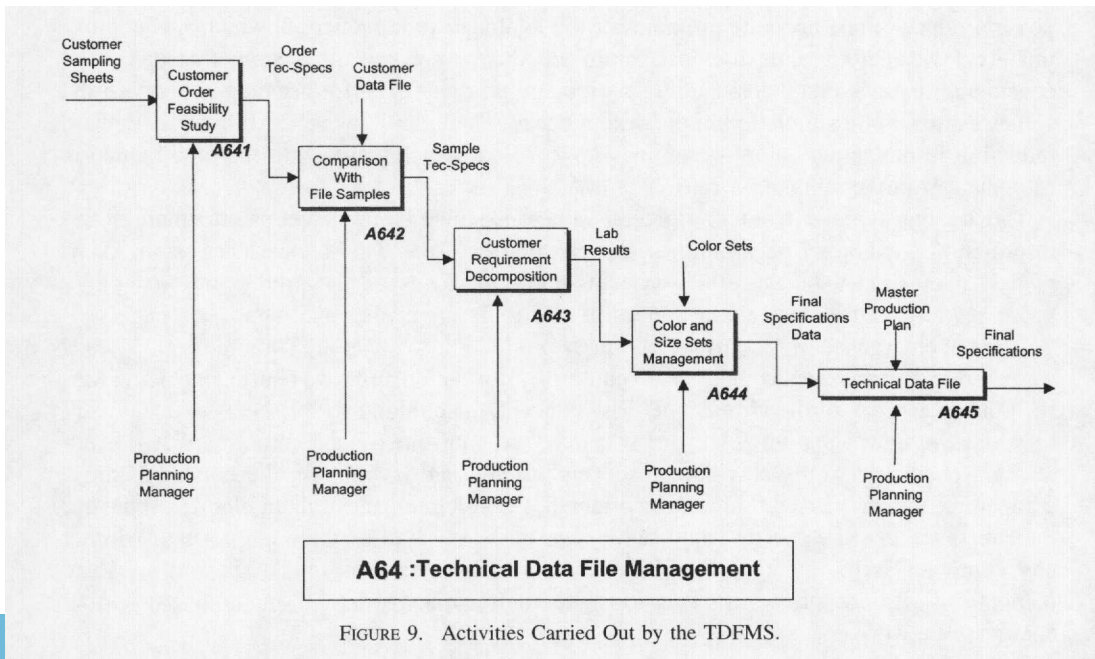 Customer
Sampling
Sheets
Customer
Order
Feasibility
Study
A641
Order
Tec-Specs
Customer
Data File
Comparison
With
File Samples
A642
Sample
Tec-Specs
Customer
Requirement
Decomposition
A643
Lab
Results
Color Sets
Color and
Size Sets
Management
A644
Final
Specifications
Data
Master
Production
Plan
Technical Data File
A645
Final
Specifications
Production
Planning
Manager
Production
Planning
Manager
Production
Planning
Manager
Production
Planning
Manager
Production
Planning
Manager
A64 :Technical Data File Management
FIGURE 9. Activities Carried Out by the TDFMS.